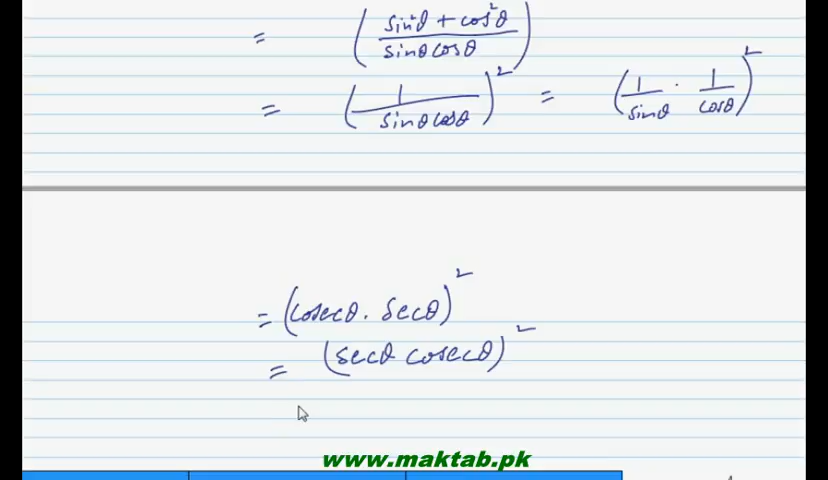 = ( sin²θ + cos²θ / sinθ cosθ )
= ( 1 / sinθ cosθ )² = ( 1/sinθ · 1/cosθ )²
= (cosecθ . secθ)²
= (secθ cosecθ)²
www.maktab.pk